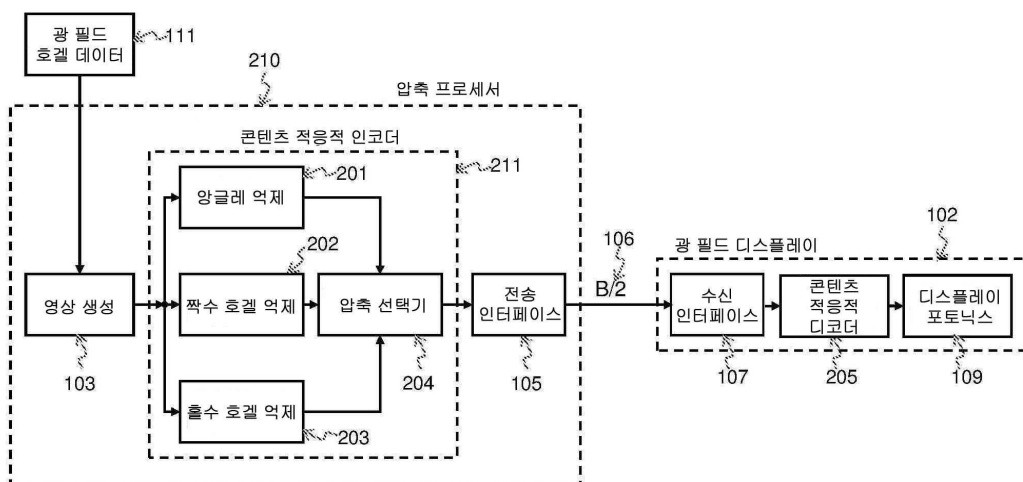 광 필드
호겔 데이터
111
210
압축 프로세서
콘텐츠 적응적 인코더
211
앙글레 억제
201
짝수 호겔 억제
202
홀수 호겔 억제
203
영상 생성
103
압축 선택기
204
전송
인터페이스
105
106
B/2
광 필드 디스플레이
102
수신
인터페이스
107
콘텐츠
적응적
디코더
205
디스플레이
포토닉스
109